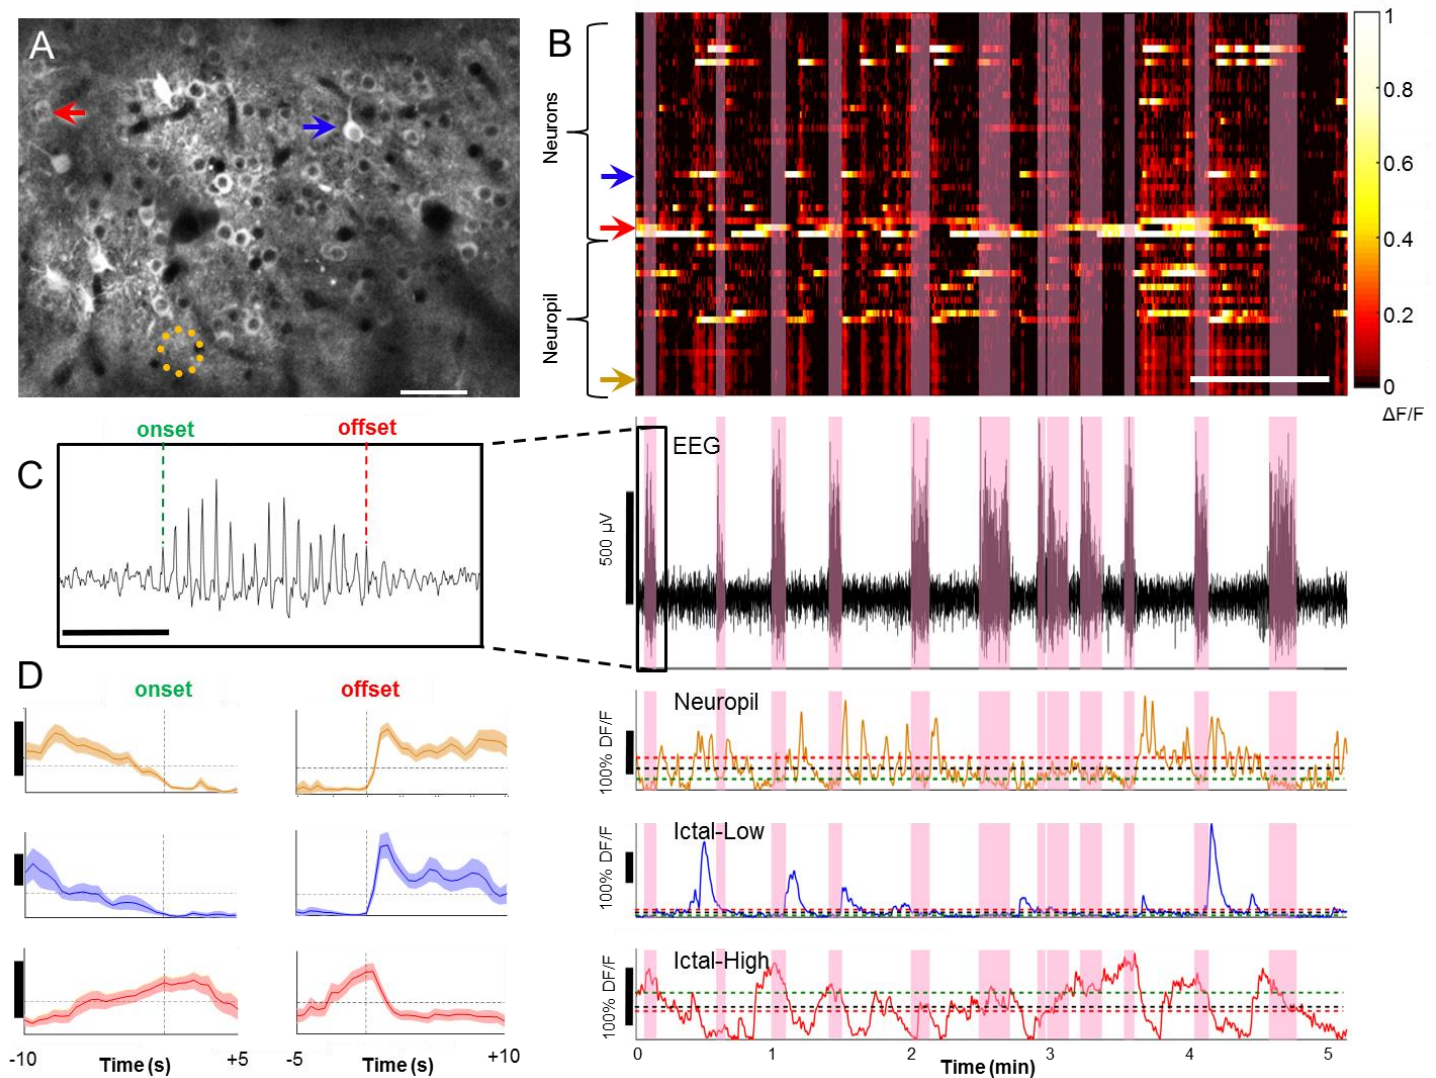 A
B
Neurons
Neuropil
1
0.8
0.6
0.4
0.2
0
ΔF/F
C
onset
offset
EEG
500 µV
D
onset
offset
Neuropil
100% DF/F
Ictal-Low
100% DF/F
Ictal-High
100% DF/F
-10
+5
Time (s)
-5
+10
Time (s)
0
1
2
3
4
5
Time (min)